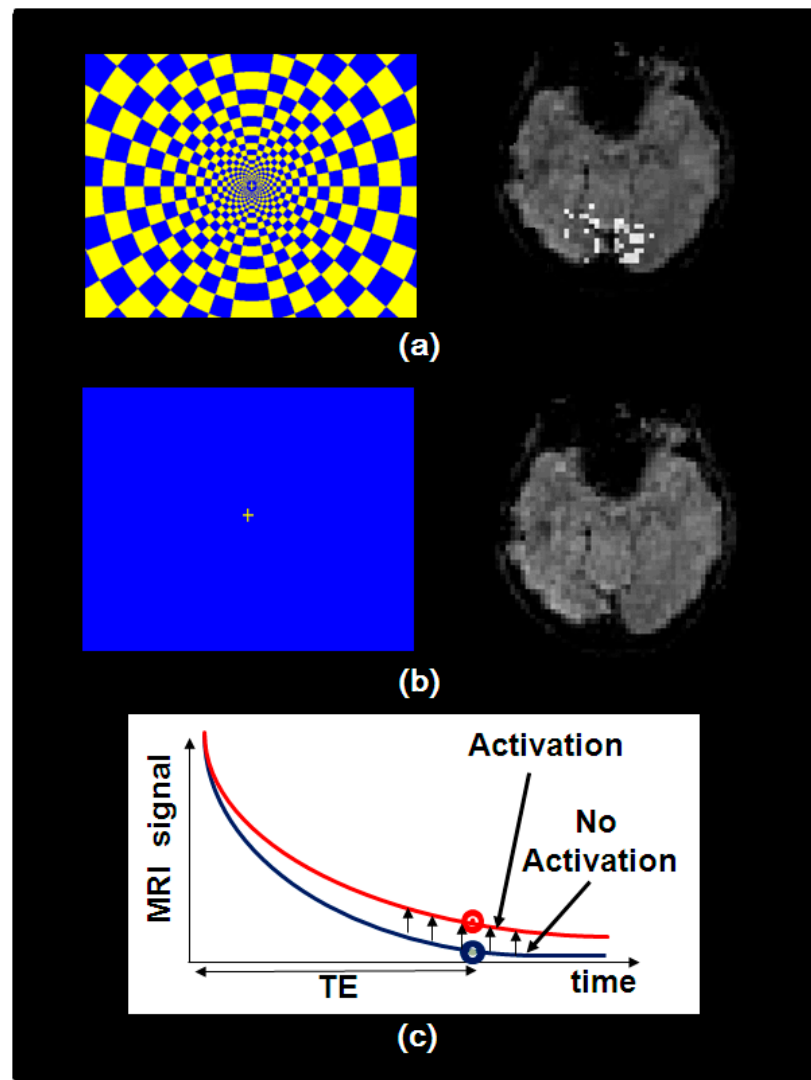 (a)
(b)
MRI signal
Activation
No
Activation
TE
time
(c)